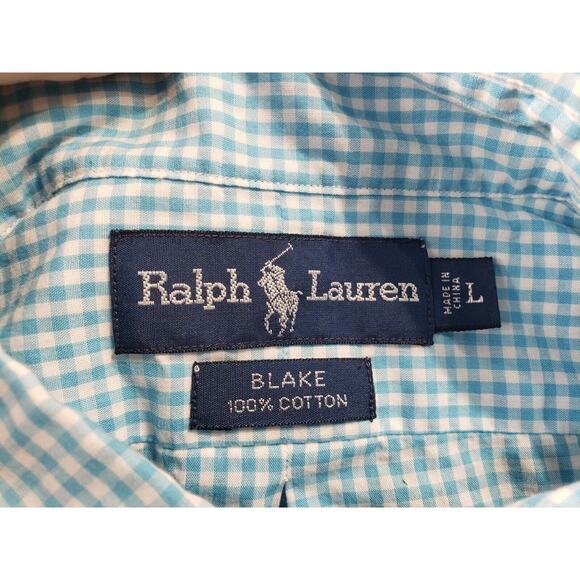 Ralph Lauren
MADE IN
CHINA
L
BLAKE
100% COTTON